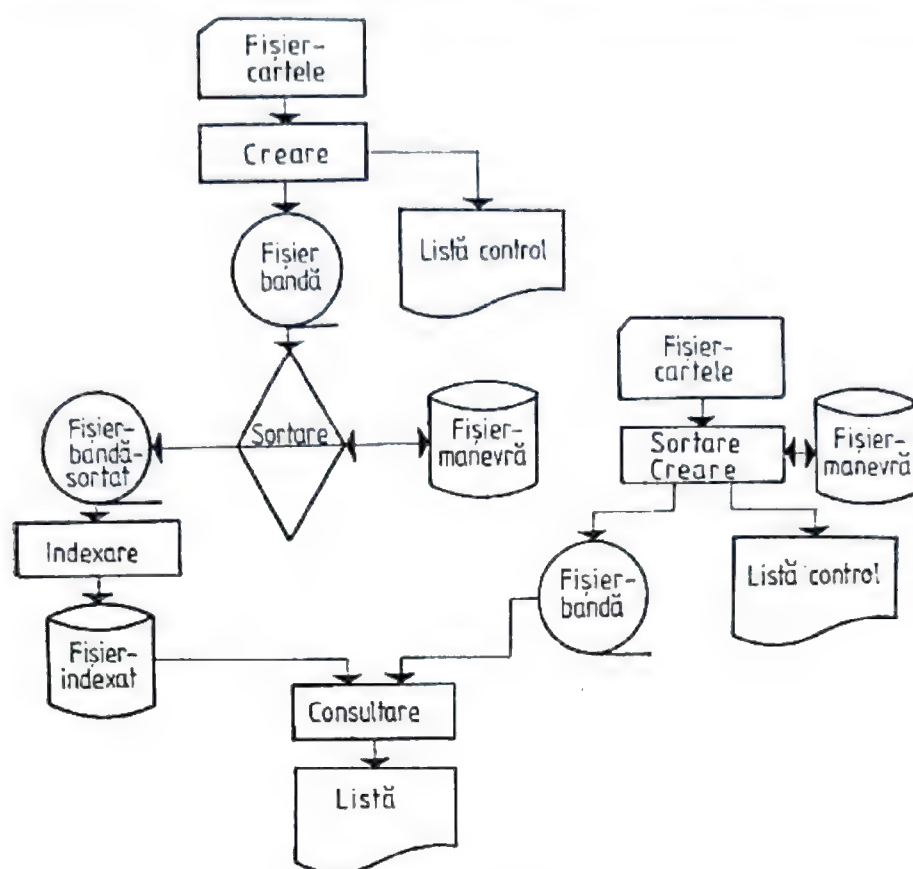 Fișier-
cartele
Creare
Fișier
bandă
Listă control
Sortare
Fișier-
manevră
Fișier-
bandă-
sortat
Indexare
Fișier-
indexat
Fișier-
cartele
Sortare
Creare
Fișier-
manevră
Fișier-
bandă
Listă control
Consultare
Listă